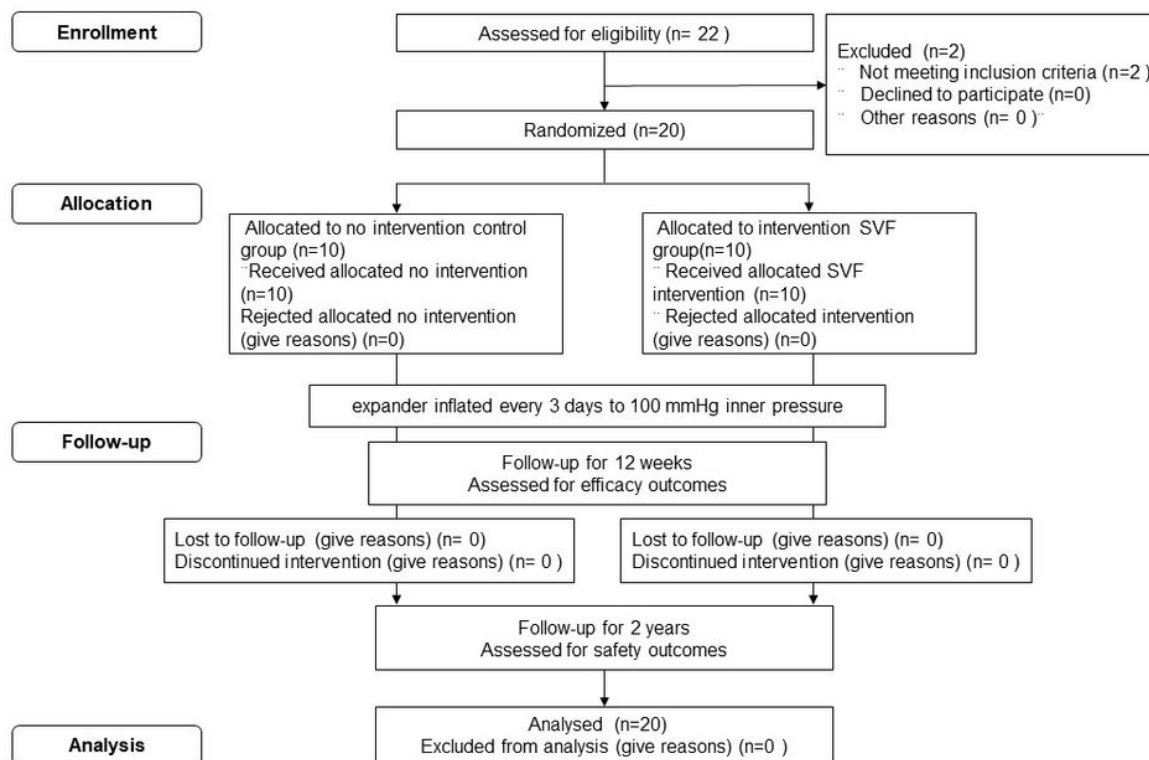 Enrollment
Assessed for eligibility (n= 22 )
Excluded (n=2)
¨ Not meeting inclusion criteria (n=2 )
¨ Declined to participate (n=0)
¨ Other reasons (n= 0 )¨
Randomized (n=20)
Allocation
Allocated to no intervention control
group (n=10)
¨Received allocated no intervention
(n=10)
Rejected allocated no intervention
(give reasons) (n=0)
Allocated to intervention SVF
group(n=10)
¨ Received allocated SVF
intervention (n=10)
¨ Rejected allocated intervention
(give reasons) (n=0)
expander inflated every 3 days to 100 mmHg inner pressure
Follow-up
Follow-up for 12 weeks
Assessed for efficacy outcomes
Lost to follow-up (give reasons) (n= 0)
Discontinued intervention (give reasons) (n= 0 )
Lost to follow-up (give reasons) (n= 0)
Discontinued intervention (give reasons) (n= 0 )
Follow-up for 2 years
Assessed for safety outcomes
Analysis
Analysed (n=20)
Excluded from analysis (give reasons) (n=0 )